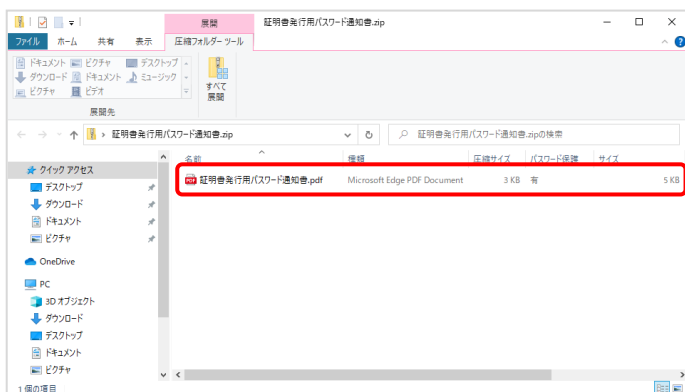 展開
証明書発行用パスワード通知書.zip
ファイル ホーム 共有 表示 圧縮フォルダー ツール
ドキュメント ピクチャ デスクトップ
ダウンロード ドキュメント ミュージック
ピクチャ ビデオ
すべて
展開
展開先
証明書発行用パスワード通知書.zip
証明書発行用パスワード通知書.zipの検索
名前 種類 圧縮サイズ パスワード保護 サイズ
証明書発行用パスワード通知書.pdf Microsoft Edge PDF Document 3 KB 有 5 KB
クイック アクセス
デスクトップ
ダウンロード
ドキュメント
ピクチャ
OneDrive
PC
3D オブジェクト
ダウンロード
デスクトップ
ドキュメント
ピクチャ
1 個の項目